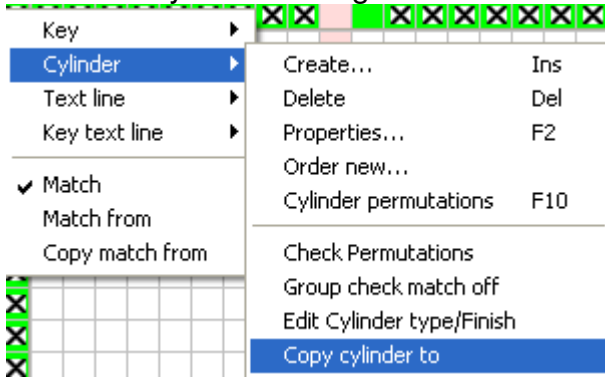 Key
Cylinder
Text line
Key text line
Match
Match from
Copy match from
Create... Ins
Delete Del
Properties... F2
Order new...
Cylinder permutations F10
Check Permutations
Group check match off
Edit Cylinder type/Finish
Copy cylinder to